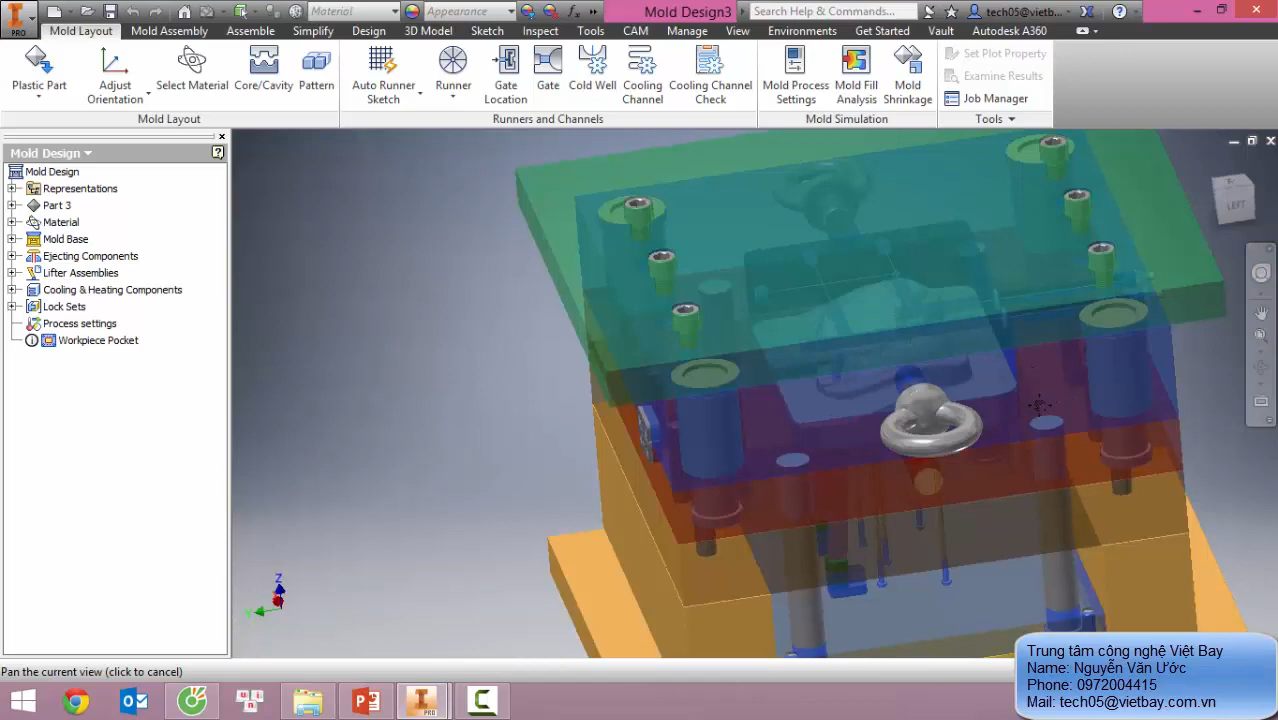 Material
Appearance
Mold Design3
Search Help & Commands...
tech05@vietb...
PRO
Mold Layout
Mold Assembly
Assemble
Simplify
Design
3D Model
Sketch
Inspect
Tools
CAM
Manage
View
Environments
Get Started
Vault
Autodesk A360
Plastic Part
Adjust Orientation
Select Material
Core/Cavity
Pattern
Auto Runner Sketch
Runner
Gate Location
Gate
Cold Well
Cooling Channel
Cooling Channel Check
Mold Process Settings
Mold Fill Analysis
Mold Shrinkage
Set Plot Property
Examine Results
Job Manager
Mold Layout
Runners and Channels
Mold Simulation
Tools
Mold Design
Mold Design
Representations
Part 3
Material
Mold Base
Ejecting Components
Lifter Assemblies
Cooling & Heating Components
Lock Sets
Process settings
Workpiece Pocket
LEFT
Z
Y
Pan the current view (click to cancel)
Trung tâm công nghệ Việt Bay
Name: Nguyễn Văn Ước
Phone: 0972004415
Mail: tech05@vietbay.com.vn
PRO